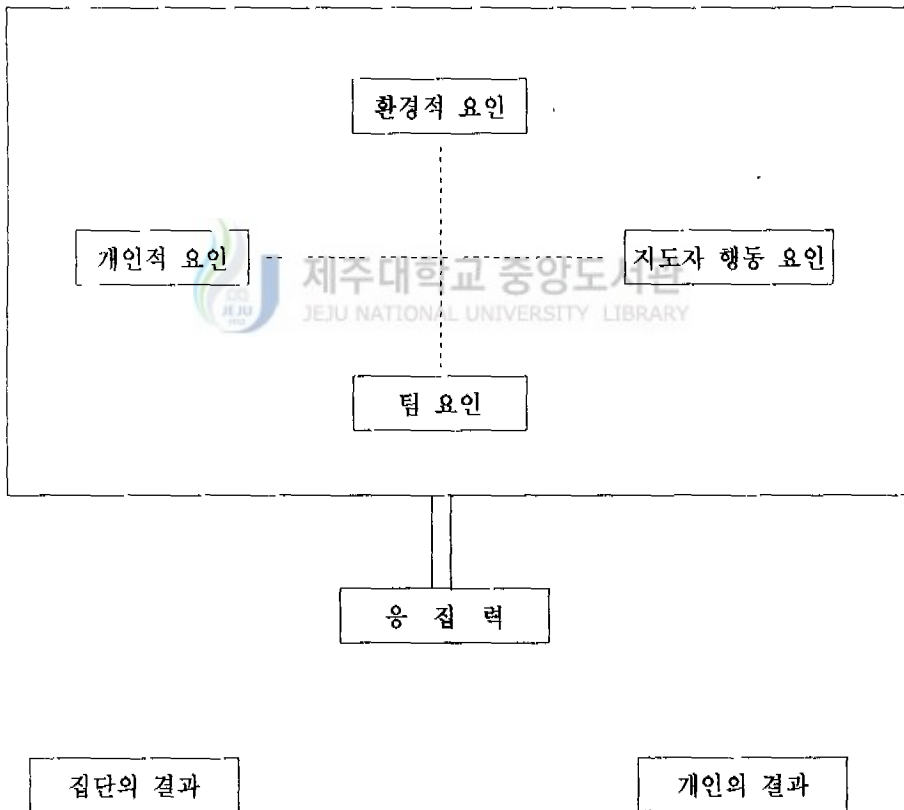 환경적 요인
개인적 요인
지도자 행동 요인
제주대학교 중앙도서관
JEJU NATIONAL UNIVERSITY LIBRARY
JEJU
1952
팀 요인
응 집 력
집단의 결과
개인의 결과